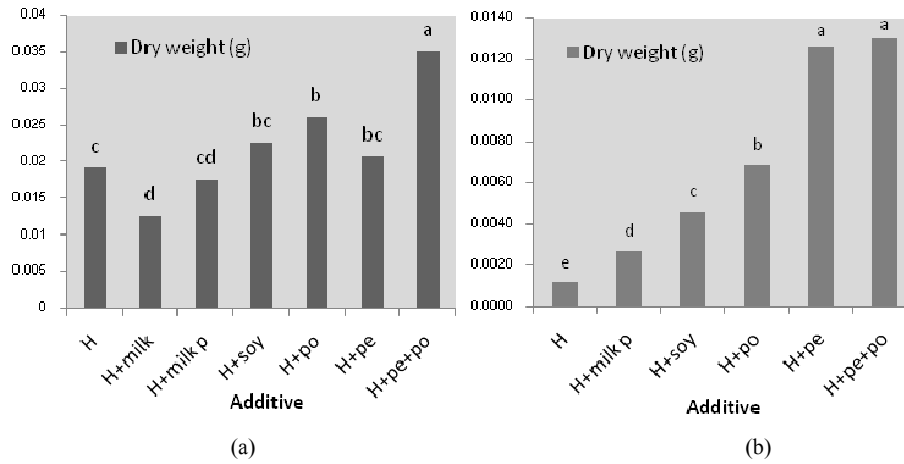 0.04
0.035
0.03
0.025
0.02
0.015
0.01
0.005
0
Dry weight (g)
c
d
cd
bc
b
bc
a
H
H+milk
H+milk p
H+soy
H+po
H+pe
H+pe+po
Additive
(a)
0.0140
0.0120
0.0100
0.0080
0.0060
0.0040
0.0020
0.0000
Dry weight (g)
e
d
c
b
a
a
H
H+milk p
H+soy
H+po
H+pe
H+pe+po
Additive
(b)